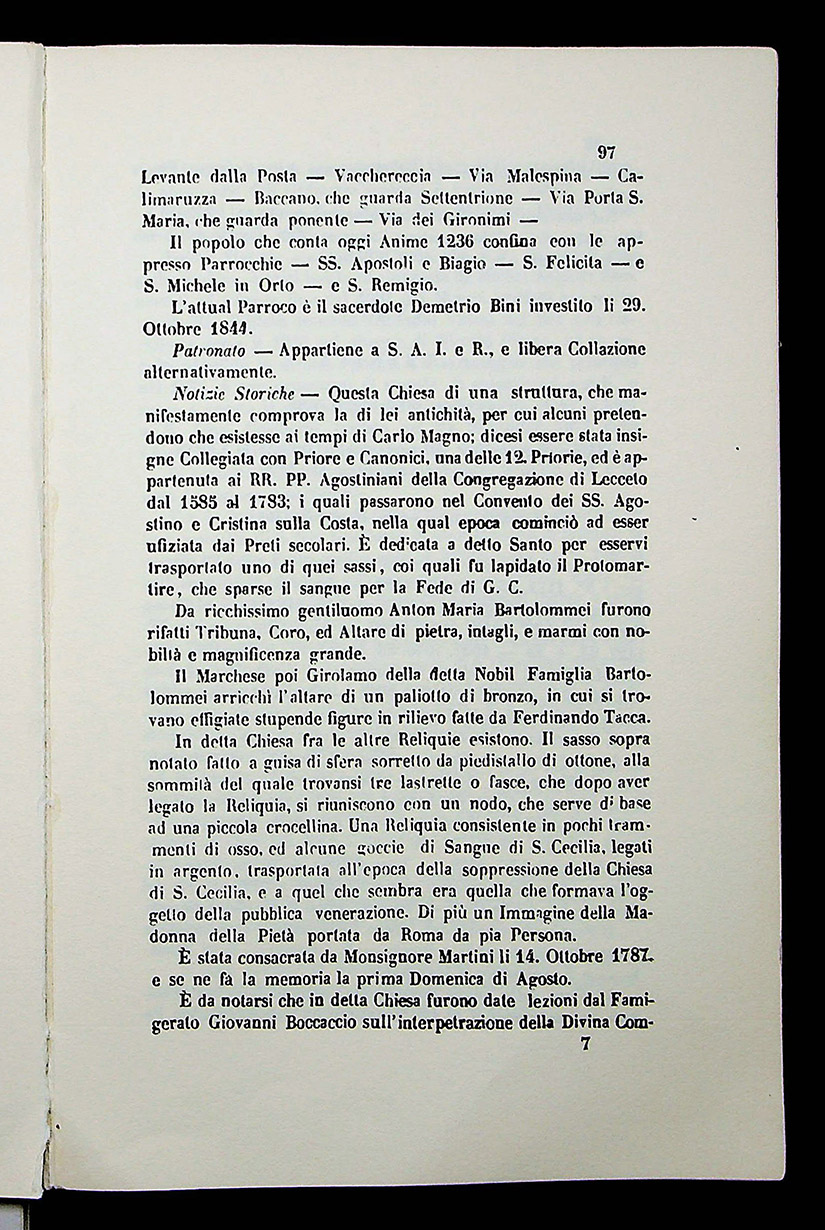 97
Levante dalla Posta — Vacchereccia — Via Malespina — Ca-
limaruzza — Baccano, che guarda Settentrione — Via Porta S.
Maria, che guarda ponente — Via dei Gironimi —
Il popolo che conta oggi Anime 1236 confina con le ap-
presso Parrocchie — SS. Apostoli e Biagio — S. Felicita — e
S. Michele in Orto — e S. Remigio.
L'attual Parroco è il sacerdote Demetrio Bini investito li 29.
Ottobre 1844.
Patronato — Appartiene a S. A. I. e R., e libera Collazione
alternativamente.
Notizie Storiche — Questa Chiesa di una struttura, che ma-
nifestamente comprova la di lei antichità, per cui alcuni preten-
dono che esistesse ai tempi di Carlo Magno; dicesi essere stata insi-
gne Collegiata con Priore e Canonici, una delle 12. Priorie, ed è ap-
partenuta ai RR. PP. Agostiniani della Congregazione di Lecceto
dal 1585 al 1783; i quali passarono nel Convento dei SS. Ago-
stino e Cristina sulla Costa, nella qual epoca cominciò ad esser
ufiziata dai Preti secolari. È dedicata a detto Santo per esservi
trasportato uno di quei sassi, coi quali fu lapidato il Protomar-
tire, che sparse il sangue per la Fede di G. C.
Da ricchissimo gentiluomo Anton Maria Bartolommei furono
rifatti Tribuna, Coro, ed Altare di pietra, intagli, e marmi con no-
biltà e magnificenza grande.
Il Marchese poi Girolamo della detta Nobil Famiglia Barto-
lommei arricchì l'altare di un paliotto di bronzo, in cui si tro-
vano effigiate stupende figure in rilievo fatte da Ferdinando Tacca.
In detta Chiesa fra le altre Reliquie esistono. Il sasso sopra
notato fatto a guisa di sfera sorretto da piedistallo di ottone, alla
sommità del quale trovansi tre lastrette o fasce, che dopo aver
legato la Reliquia, si riuniscono con un nodo, che serve di base
ad una piccola crocellina. Una Reliquia consistente in pochi fram-
menti di osso, ed alcune goccie di Sangue di S. Cecilia, legati
in argento, trasportata all'epoca della soppressione della Chiesa
di S. Cecilia, e a quel che sembra era quella che formava l'og-
getto della pubblica venerazione. Di più un Immagine della Ma-
donna della Pietà portata da Roma da pia Persona.
È stata consacrata da Monsignore Martini li 14. Ottobre 1787.
e se ne fà la memoria la prima Domenica di Agosto.
È da notarsi che in detta Chiesa furono date lezioni dal Fami-
gerato Giovanni Boccaccio sull'interpetrazione della Divina Com-
7